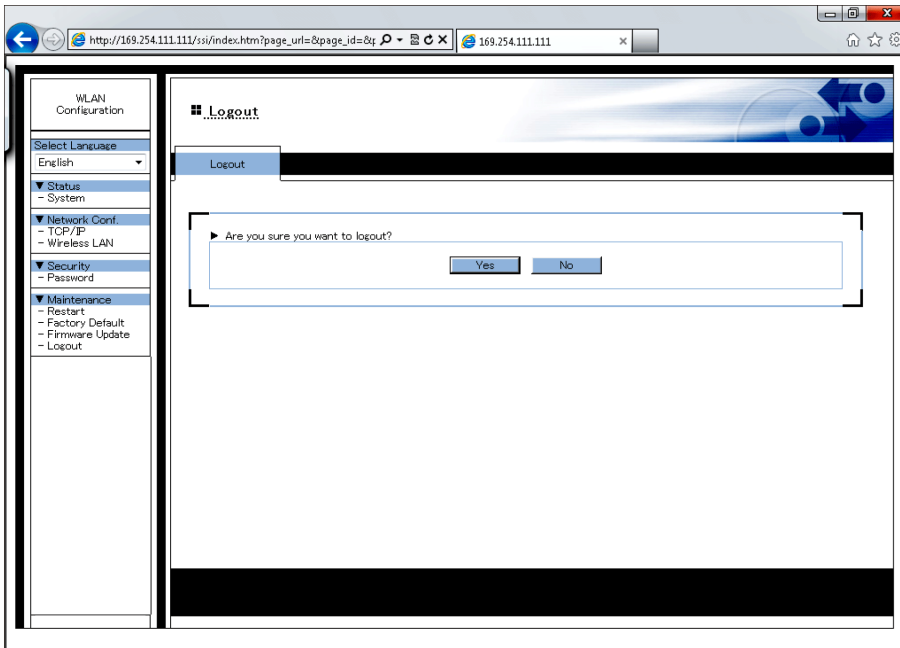 http://169.254.111.111/ssi/index.htm?page_url=&page_id=&
169.254.111.111
WLAN
Configuration
Select Language
English
▼ Status
- System
▼ Network Conf.
- TCP/IP
- Wireless LAN
▼ Security
- Password
▼ Maintenance
- Restart
- Factory Default
- Firmware Update
- Logout
Logout
Logout
► Are you sure you want to logout?
Yes No